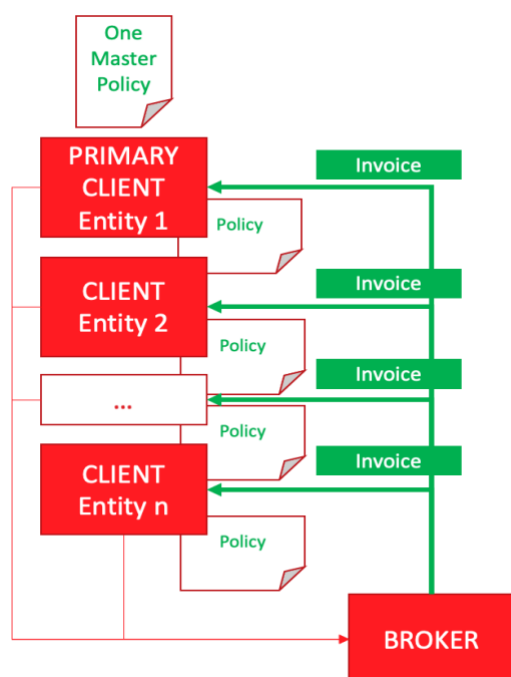 One
Master
Policy
PRIMARY
CLIENT
Entity 1
Invoice
Policy
CLIENT
Entity 2
Invoice
Policy
...
Invoice
Policy
CLIENT
Entity n
Invoice
Policy
BROKER